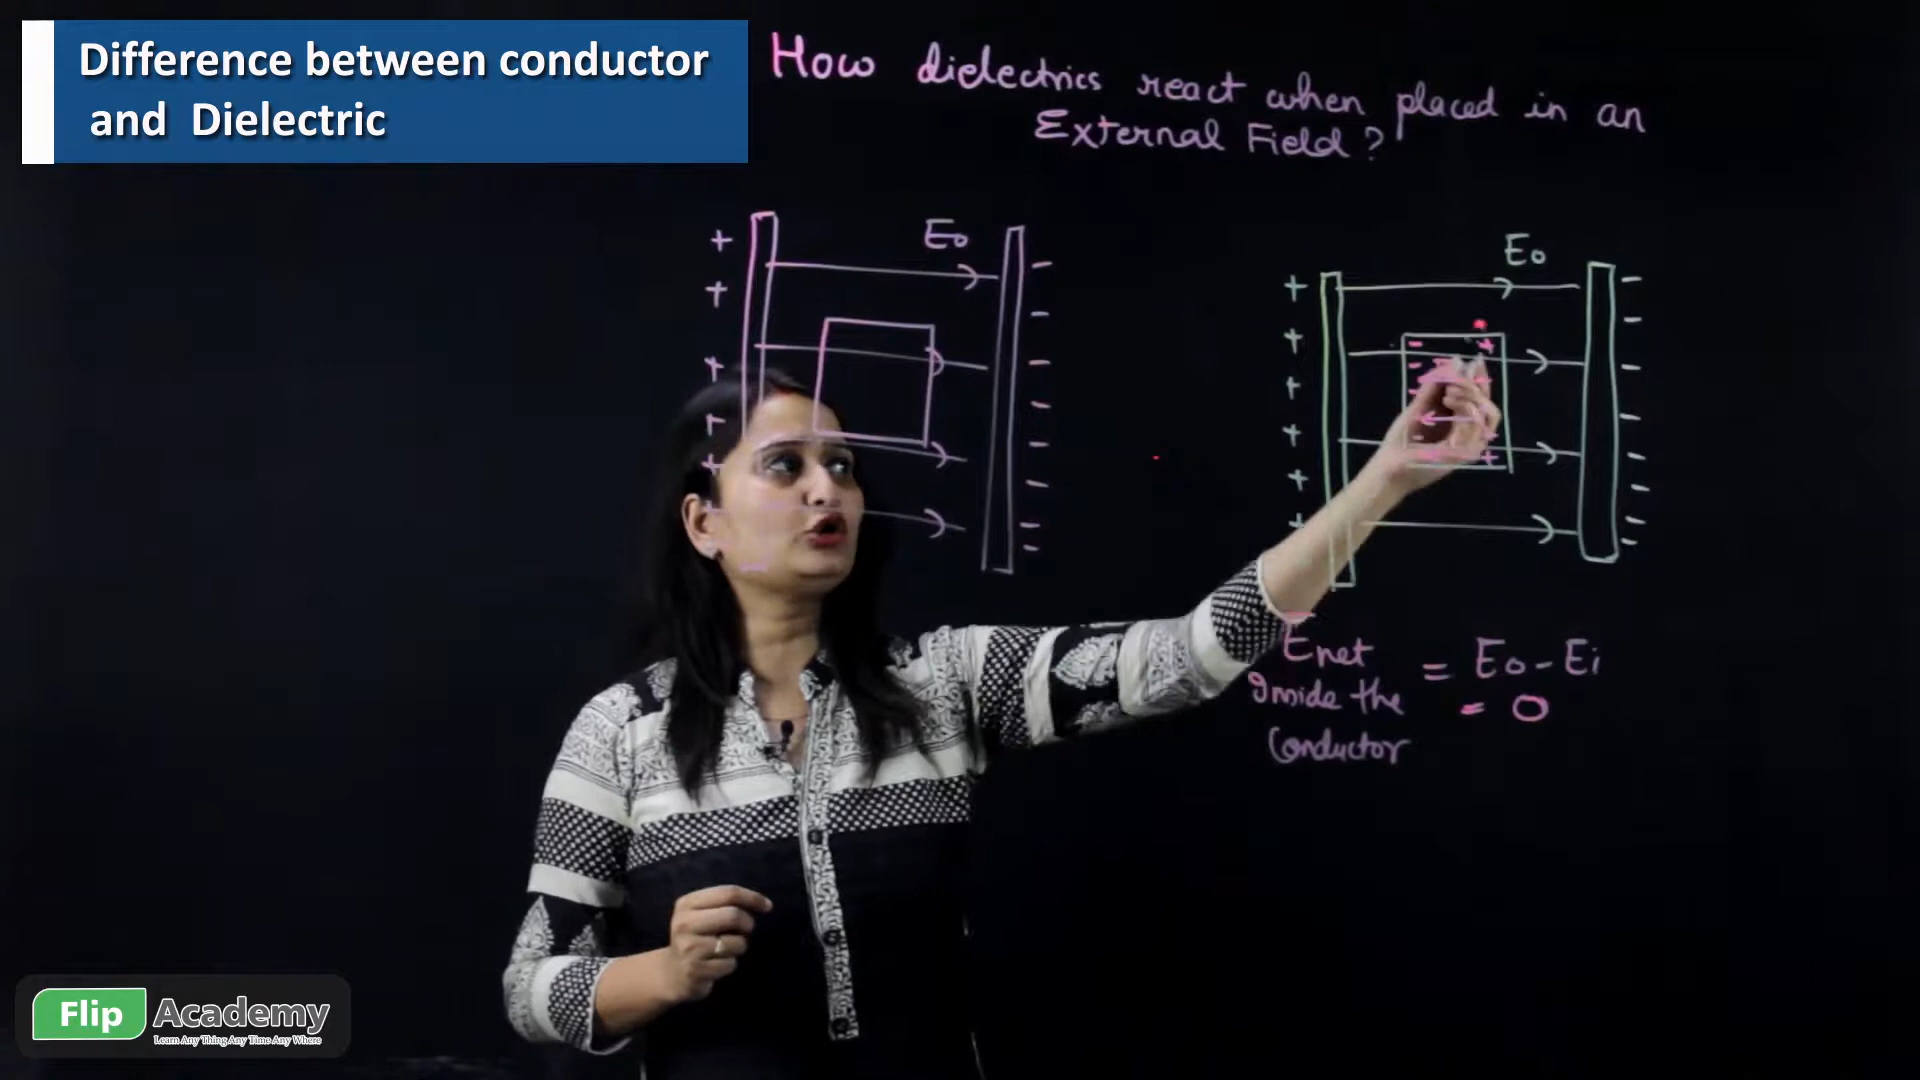 Difference between conductor
and Dielectric
How dielectrics react when placed in an
External Field?
E0
E0
Enet
Inside the
Conductor
= E0 - Ei
= 0
Flip Academy
Learn Any Thing Any Time Any Where